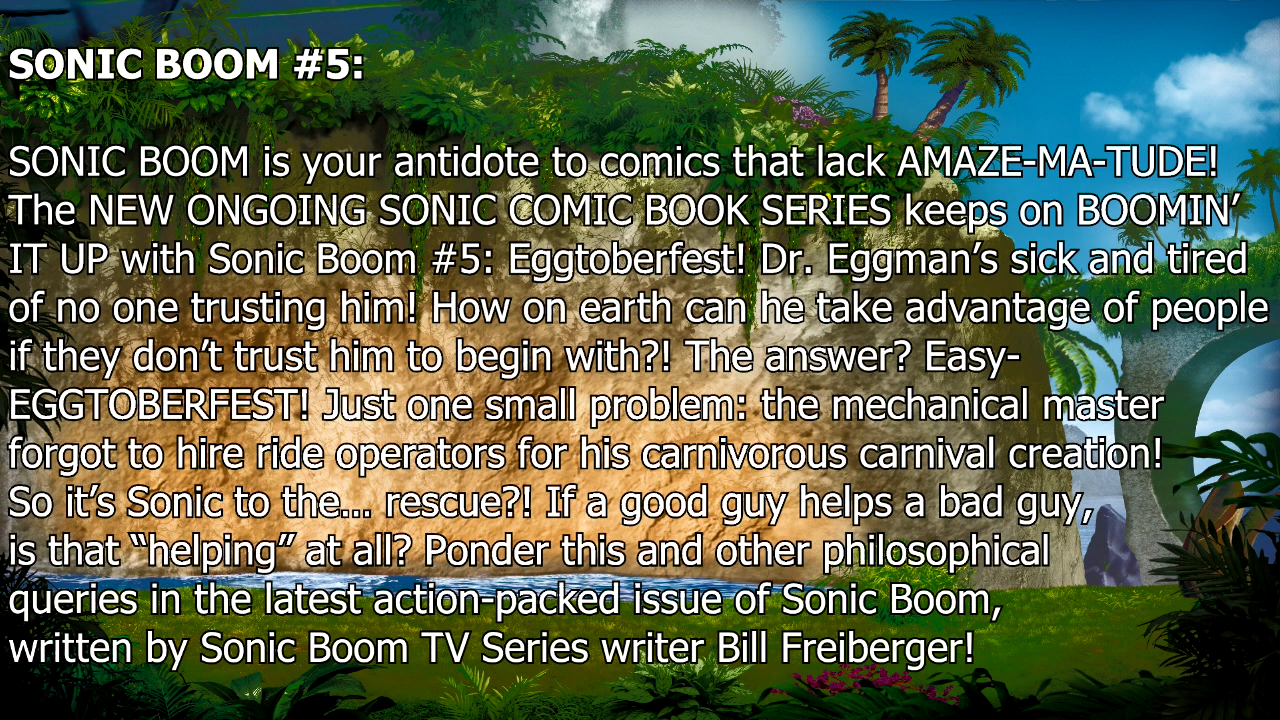 SONIC BOOM #5:
SONIC BOOM is your antidote to comics that lack AMAZE-MA-TUDE!
The NEW ONGOING SONIC COMIC BOOK SERIES keeps on BOOMIN’
IT UP with Sonic Boom #5: Eggtoberfest! Dr. Eggman’s sick and tired
of no one trusting him! How on earth can he take advantage of people
if they don’t trust him to begin with?! The answer? Easy-
EGGTOBERFEST! Just one small problem: the mechanical master
forgot to hire ride operators for his carnivorous carnival creation!
So it’s Sonic to the... rescue?! If a good guy helps a bad guy,
is that “helping” at all? Ponder this and other philosophical
queries in the latest action-packed issue of Sonic Boom,
written by Sonic Boom TV Series writer Bill Freiberger!